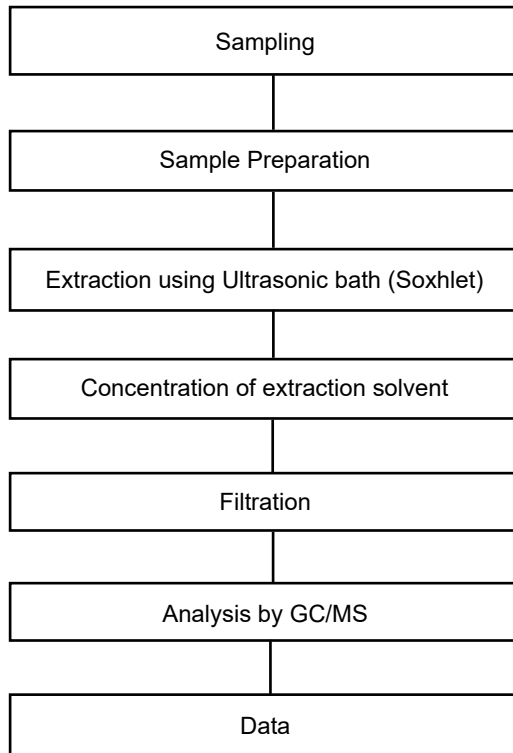 Sampling
Sample Preparation
Extraction using Ultrasonic bath (Soxhlet)
Concentration of extraction solvent
Filtration
Analysis by GC/MS
Data